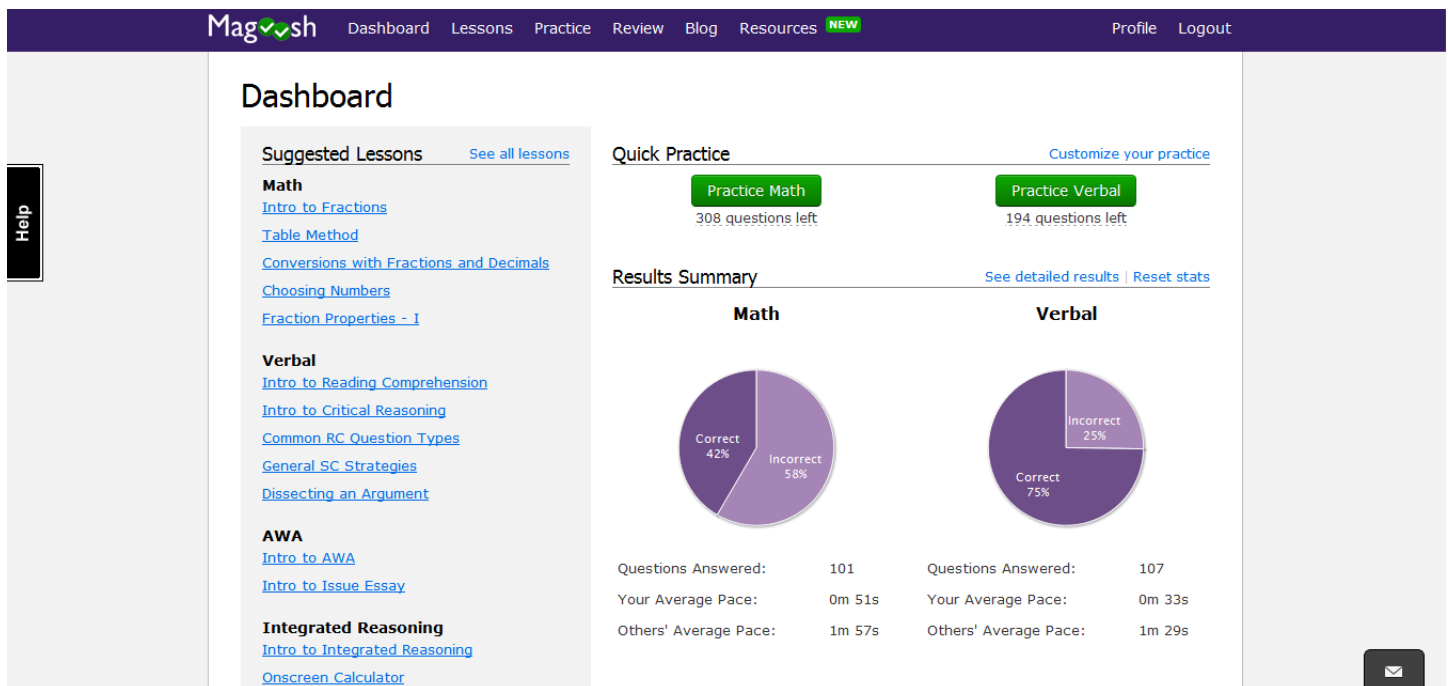 Magoosh Dashboard Lessons Practice Review Blog Resources NEW Profile Logout
Dashboard
Help
Suggested Lessons See all lessons
Math
Intro to Fractions
Table Method
Conversions with Fractions and Decimals
Choosing Numbers
Fraction Properties - I
Verbal
Intro to Reading Comprehension
Intro to Critical Reasoning
Common RC Question Types
General SC Strategies
Dissecting an Argument
AWA
Intro to AWA
Intro to Issue Essay
Integrated Reasoning
Intro to Integrated Reasoning
Onscreen Calculator
Quick Practice Customize your practice
Practice Math Practice Verbal
308 questions left 194 questions left
Results Summary See detailed results | Reset stats
Math Verbal
Correct
42%
Incorrect
58%
Incorrect
25%
Correct
75%
Questions Answered: 101 Questions Answered: 107
Your Average Pace: 0m 51s Your Average Pace: 0m 33s
Others' Average Pace: 1m 57s Others' Average Pace: 1m 29s